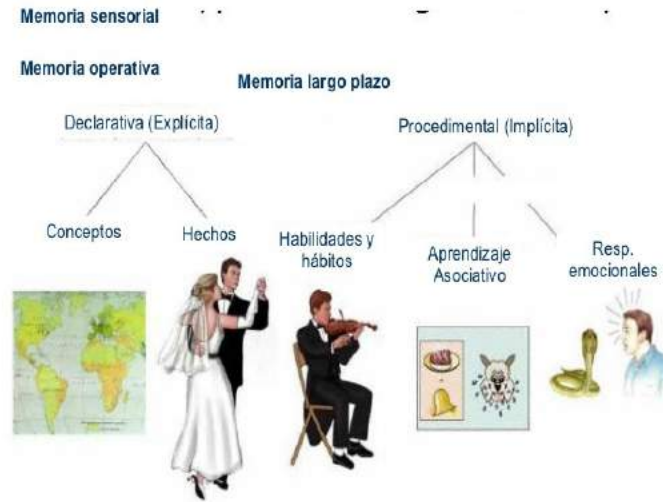 Memoria sensorial
Memoria operativa
Memoria largo plazo
Declarativa (Explícita)
Procedimental (Implícita)
Conceptos
Hechos
Habilidades y
hábitos
Aprendizaje
Asociativo
Resp.
emocionales